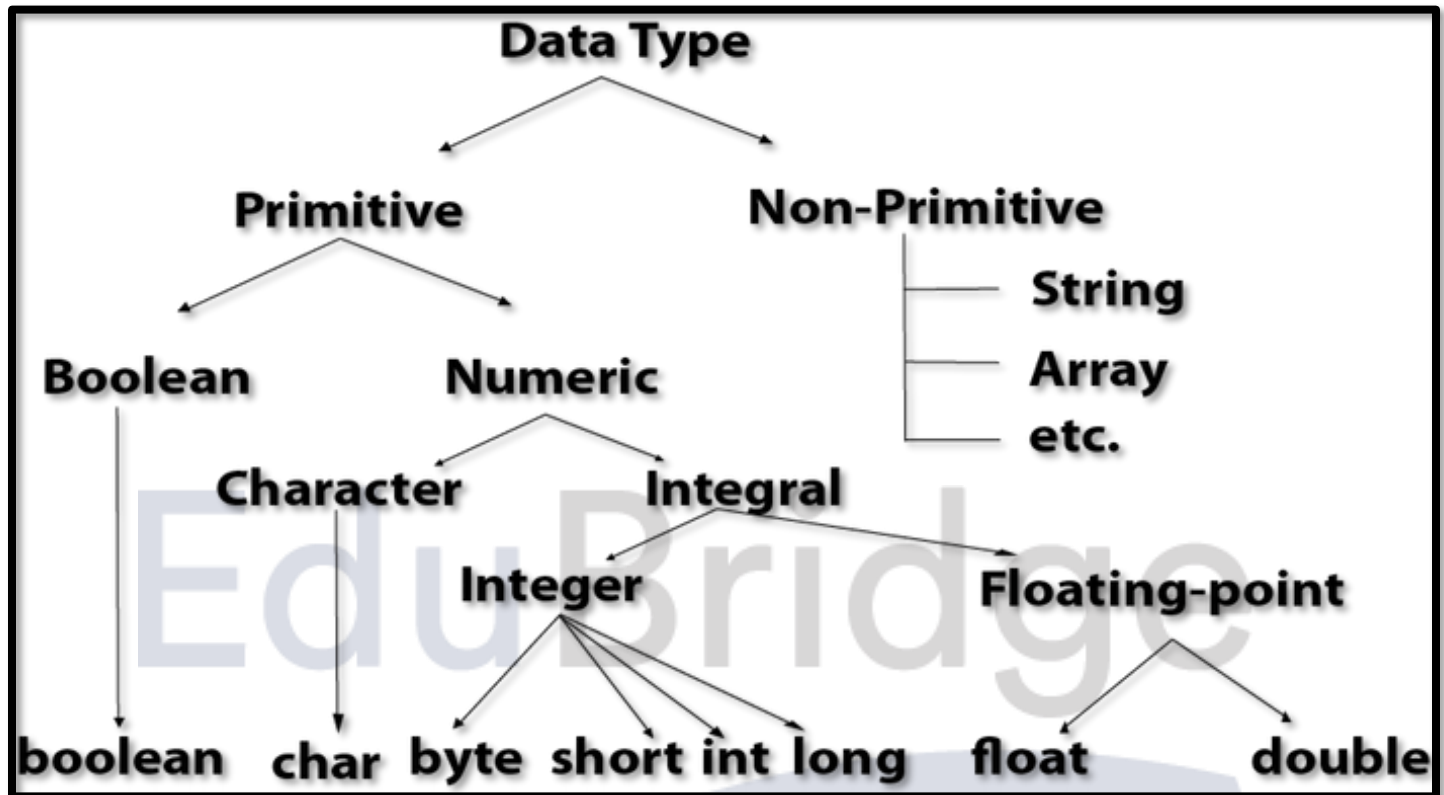 Data Type
Primitive
Non-Primitive
String
Array
etc.
Boolean
Numeric
Character
Integral
Integer
Floating-point
boolean
char
byte
short
int
long
float
double
EduBridge